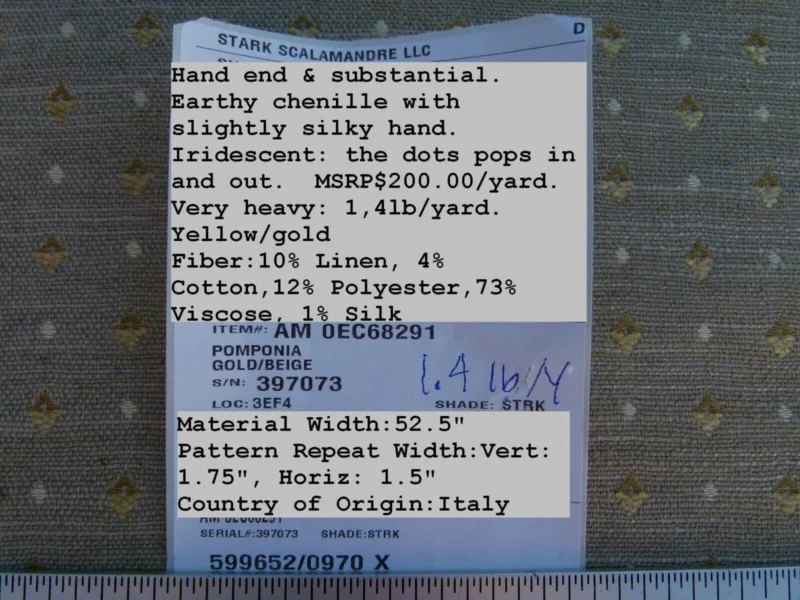 STARK SCALAMANDRE LLC
D
Hand end & substantial.
Earthy chenille with
slightly silky hand.
Iridescent: the dots pops in
and out. MSRP$200.00/yard.
Very heavy: 1,4lb/yard.
Yellow/gold
Fiber:10% Linen, 4%
Cotton,12% Polyester,73%
Viscose, 1% Silk
ITEM#: AM 0EC68291
POMPONIA
GOLD/BEIGE
S/N: 397073
1.4 lb/Y
LOC: 3EF4 SHADE: STRK
Material Width:52.5"
Pattern Repeat Width:Vert:
1.75", Horiz: 1.5"
Country of Origin:Italy
AM 0EC68291
SERIAL#:397073 SHADE:STRK
599652/0970 X